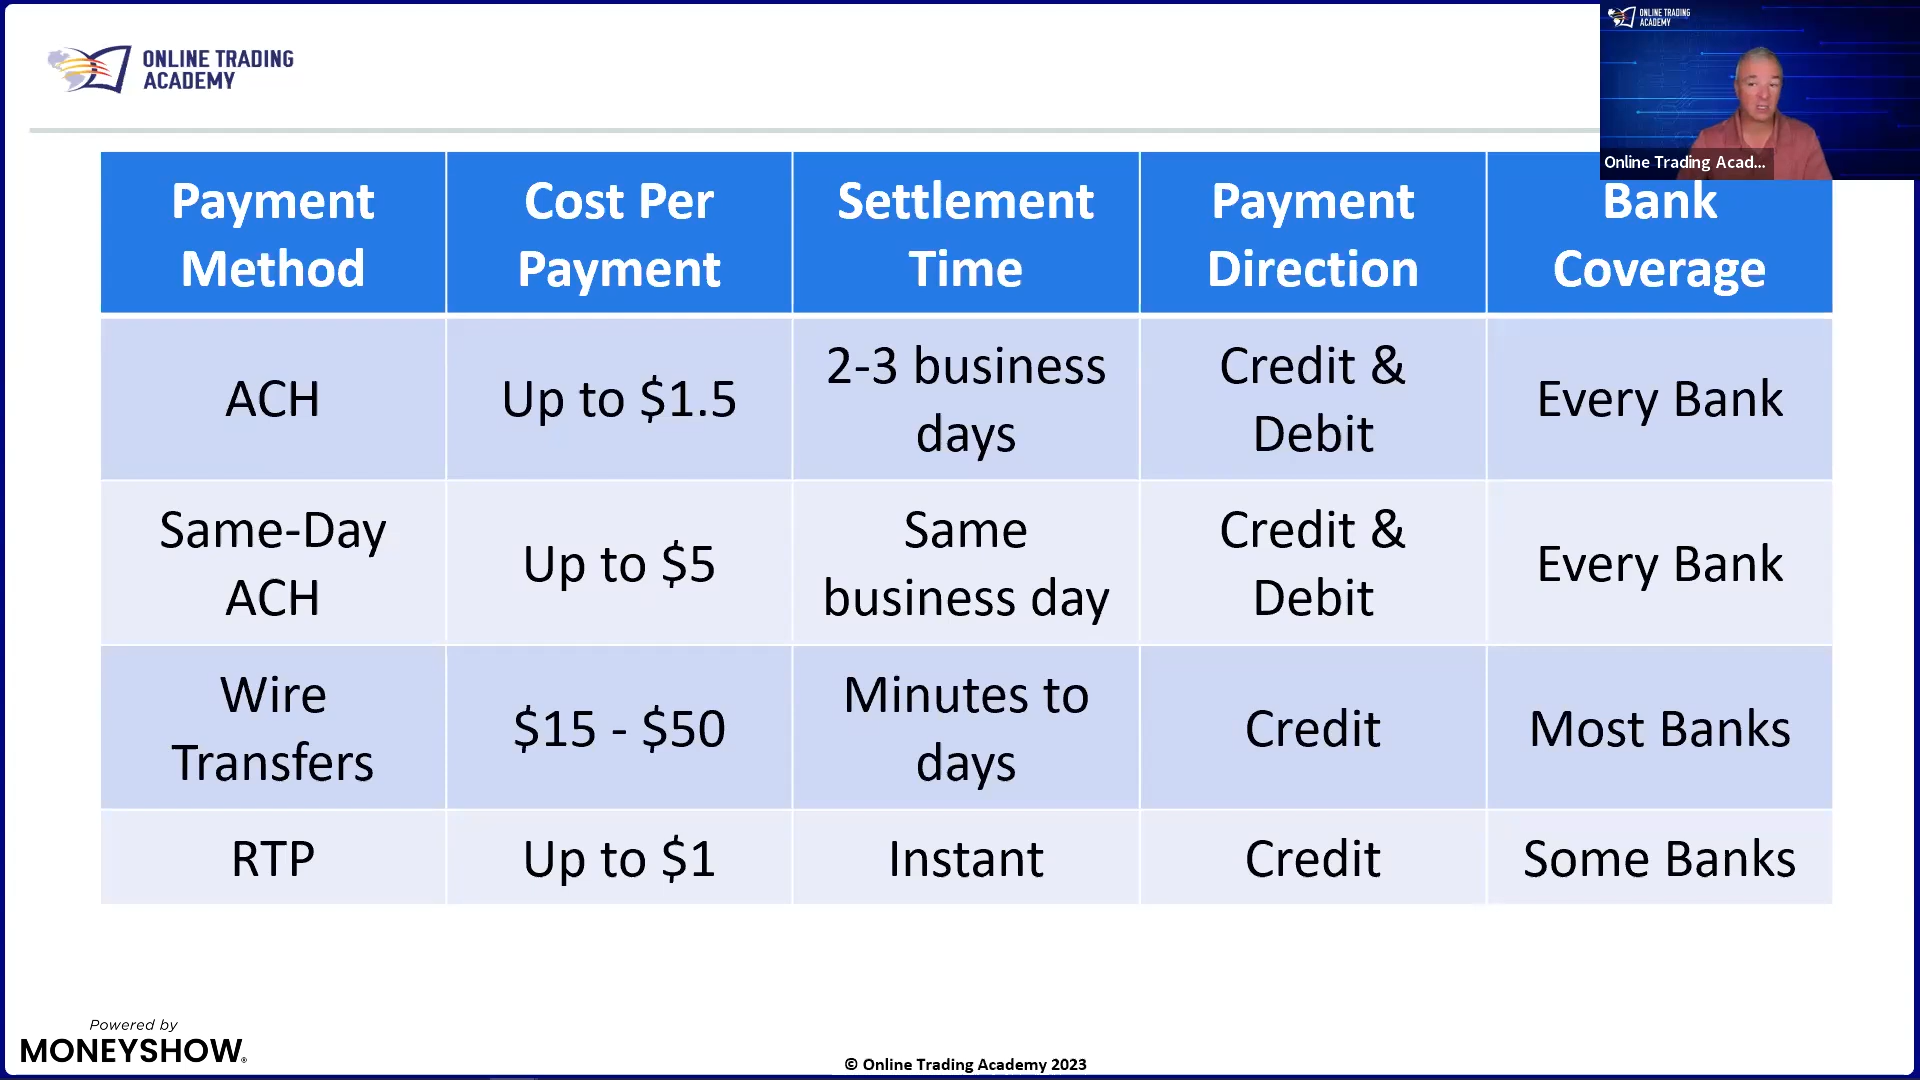 ONLINE TRADING
ACADEMY
ONLINE TRADING
ACADEMY
Online Trading Acad...
Payment
Method
Cost Per
Payment
Settlement
Time
Payment
Direction
Bank
Coverage
ACH
Up to $1.5
2-3 business
days
Credit &
Debit
Every Bank
Same-Day
ACH
Up to $5
Same
business day
Credit &
Debit
Every Bank
Wire
Transfers
$15 - $50
Minutes to
days
Credit
Most Banks
RTP
Up to $1
Instant
Credit
Some Banks
Powered by
MONEYSHOW®
© Online Trading Academy 2023